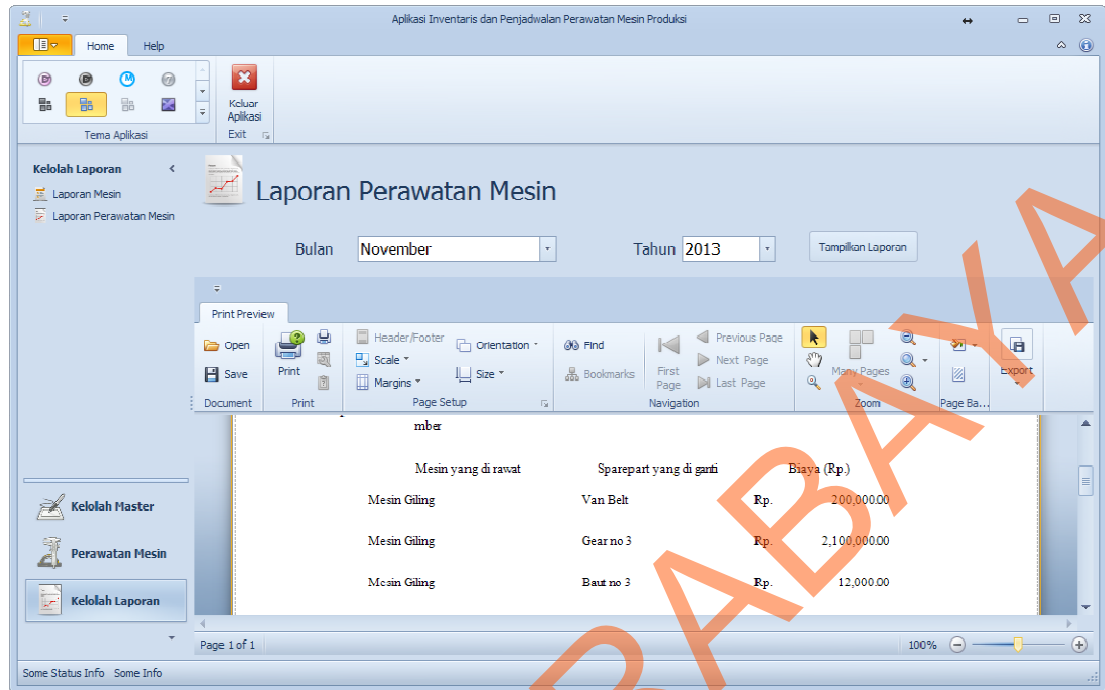 Aplikasi Inventaris dan Penjadwalan Perawatan Mesin Produksi
Home Help
Keluar Aplikasi
Tema Aplikasi Exit
Kelolah Laporan
Laporan Mesin
Laporan Perawatan Mesin
Laporan Perawatan Mesin
Bulan November Tahun 2013 Tampilkan Laporan
Print Preview
Open
Save
Document
Print
Print
Header/Footer
Scale
Margins
Orientation
Size
Page Setup
Find
Bookmarks
First Page
Previous Page
Next Page
Last Page
Navigation
Many Pages
Zoom
Page Ba...
Export
mber
Mesin yang di rawat Sparepart yang di ganti Biaya (Rp.)
Mesin Giling Van Belt Rp. 200,000.00
Mesin Giling Gear no 3 Rp. 2,100,000.00
Mesin Giling Baut no 3 Rp. 12,000.00
Kelolah Master
Perawatan Mesin
Kelolah Laporan
Page 1 of 1 100%
Some Status Info Some Info
ABAYA